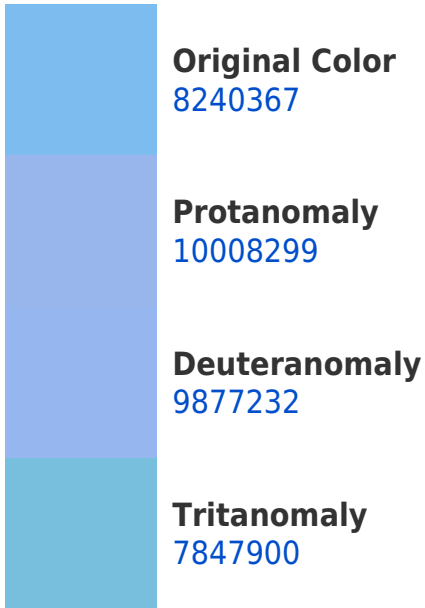 Original Color
8240367
Protanomaly
10008299
Deuteranomaly
9877232
Tritanomaly
7847900